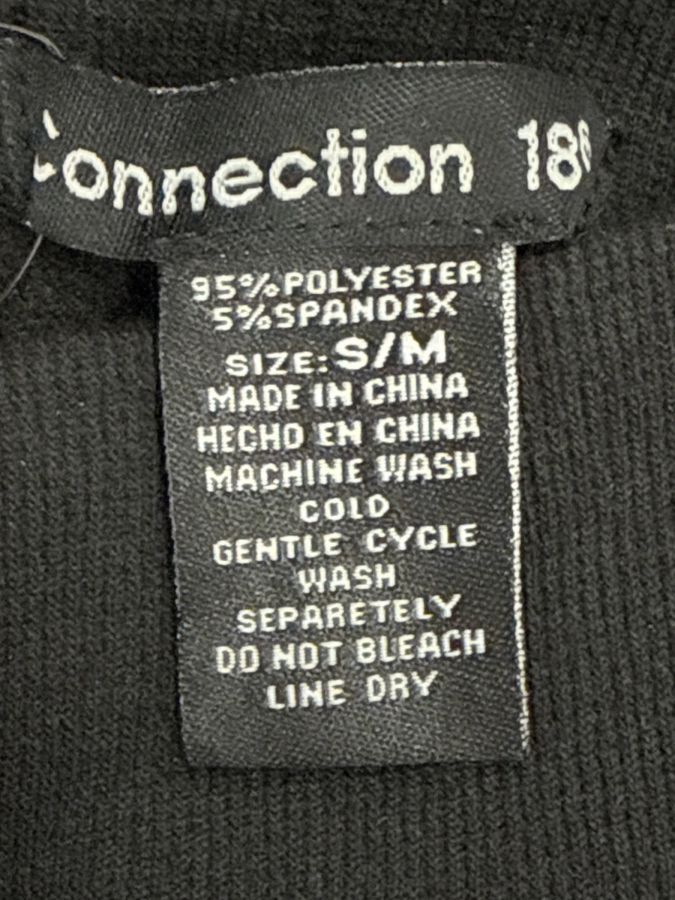 Connection 18
95%POLYESTER
5%SPANDEX
SIZE:S/M
MADE IN CHINA
HECHO EN CHINA
MACHINE WASH
COLD
GENTLE CYCLE
WASH
SEPARETELY
DO NOT BLEACH
LINE DRY